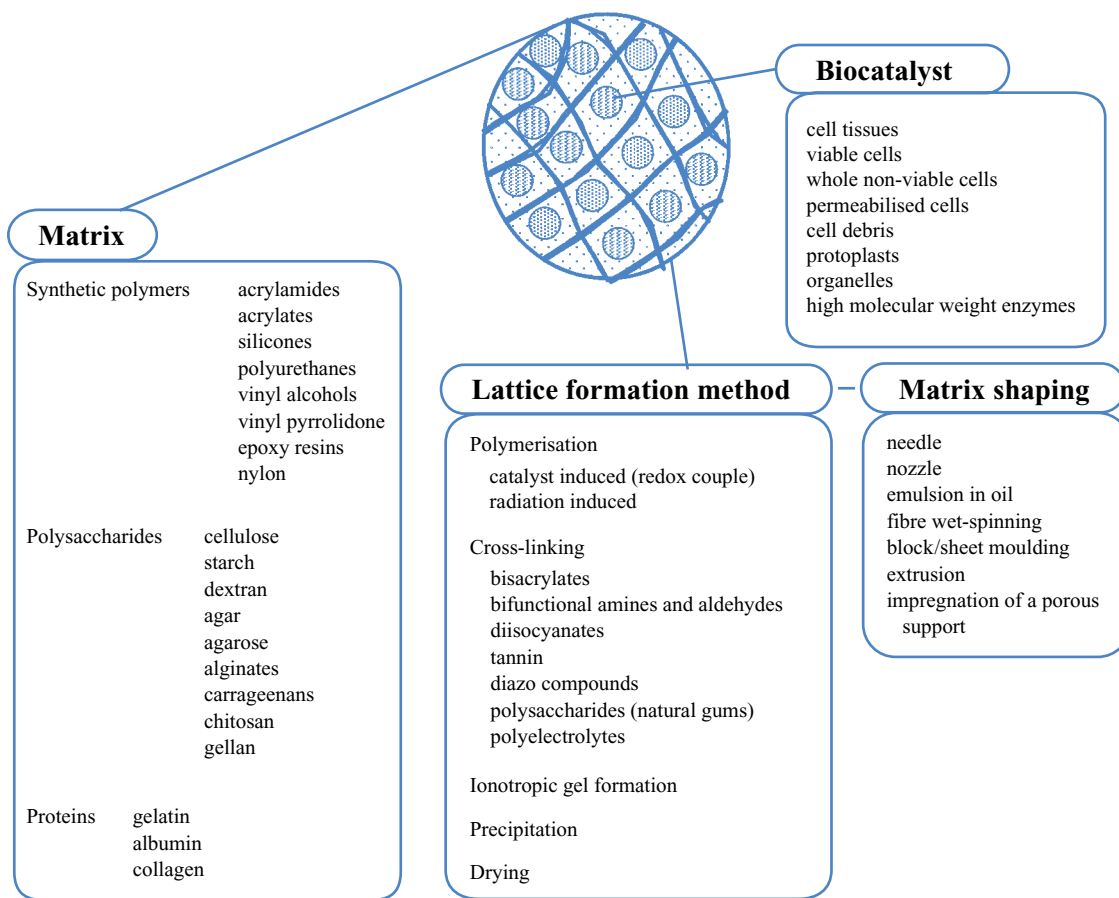 Biocatalyst
cell tissues
viable cells
whole non-viable cells
permeabilised cells
cell debris
protoplasts
organelles
high molecular weight enzymes
Matrix
Synthetic polymers acrylamides
acrylates
silicones
polyurethanes
vinyl alcohols
vinyl pyrrolidone
epoxy resins
nylon
Polysaccharides cellulose
starch
dextran
agar
agarose
alginates
carrageenans
chitosan
gellan
Proteins gelatin
albumin
collagen
Lattice formation method
Polymerisation
catalyst induced (redox couple)
radiation induced
Cross-linking
bisacrylates
bifunctional amines and aldehydes
diisocyanates
tannin
diazo compounds
polysaccharides (natural gums)
polyelectrolytes
Ionotropic gel formation
Precipitation
Drying
Matrix shaping
needle
nozzle
emulsion in oil
fibre wet-spinning
block/sheet moulding
extrusion
impregnation of a porous
support